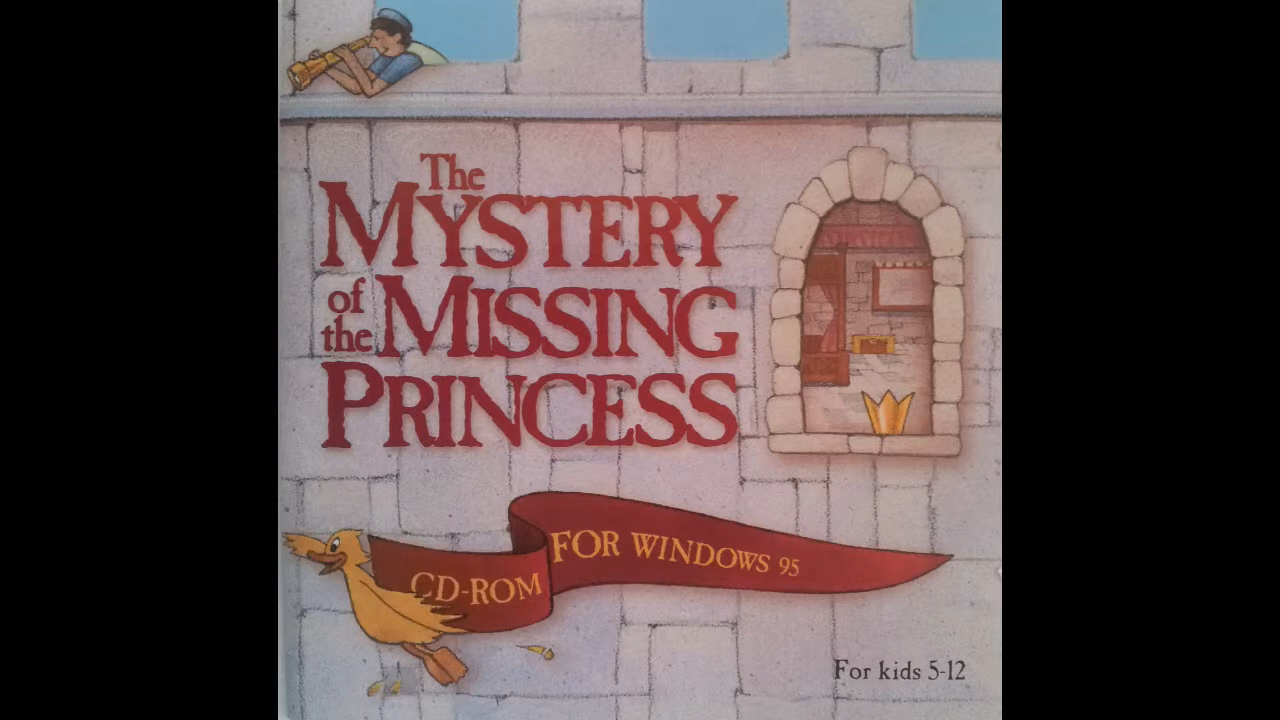 The
MYSTERY
of
the MISSING
PRINCESS
CD-ROM FOR WINDOWS 95
For kids 5-12